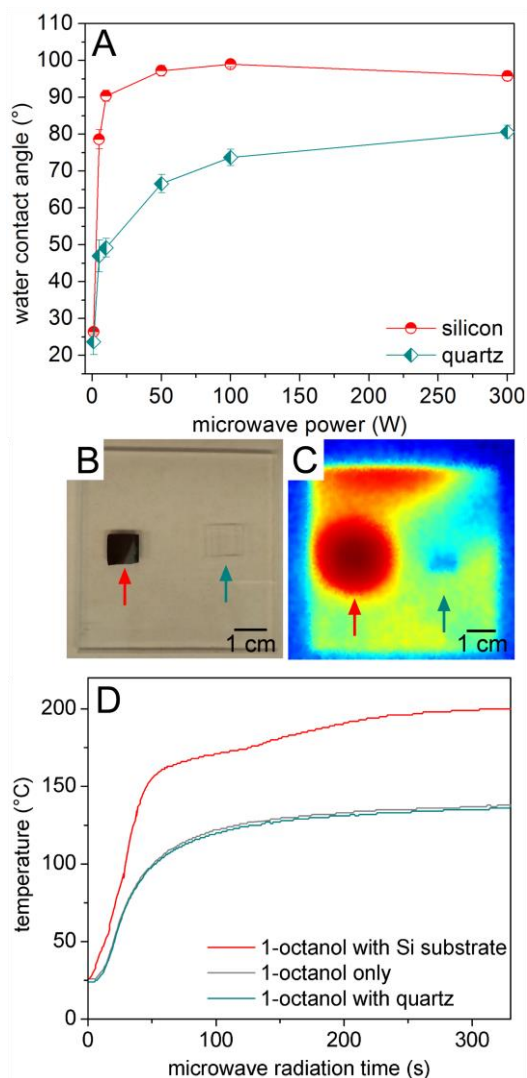 A
110
100
90
80
70
60
50
40
30
20
water contact angle (°)
silicon
quartz
0 50 100 150 200 250 300
microwave power (W)
B
1 cm
C
1 cm
D
200
150
100
50
0
temperature (°C)
1-octanol with Si substrate
1-octanol only
1-octanol with quartz
0 100 200 300
microwave radiation time (s)